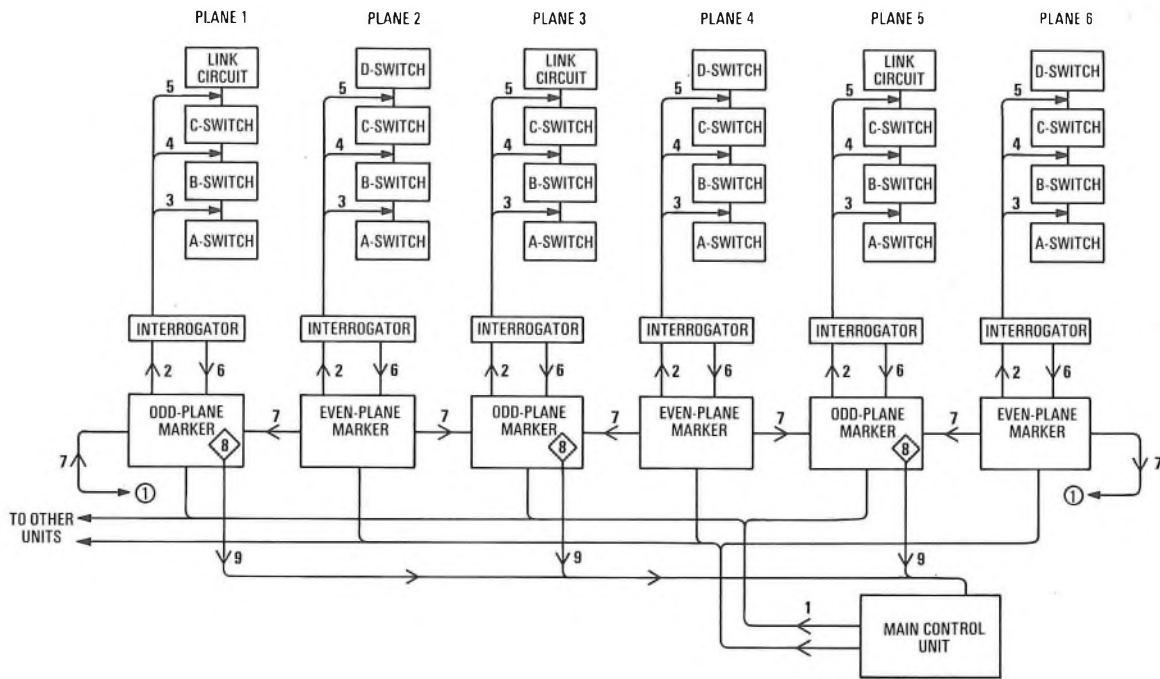 PLANE 1 PLANE 2 PLANE 3 PLANE 4 PLANE 5 PLANE 6
LINK CIRCUIT D-SWITCH LINK CIRCUIT D-SWITCH LINK CIRCUIT D-SWITCH
5 5 5 5 5 5
C-SWITCH C-SWITCH C-SWITCH C-SWITCH C-SWITCH C-SWITCH
4 4 4 4 4 4
B-SWITCH B-SWITCH B-SWITCH B-SWITCH B-SWITCH B-SWITCH
3 3 3 3 3 3
A-SWITCH A-SWITCH A-SWITCH A-SWITCH A-SWITCH A-SWITCH
INTERROGATOR INTERROGATOR INTERROGATOR INTERROGATOR INTERROGATOR INTERROGATOR
2 6 2 6 2 6 2 6 2 6 2 6
ODD-PLANE MARKER 8 7 EVEN-PLANE MARKER 7 ODD-PLANE MARKER 8 7 EVEN-PLANE MARKER 7 ODD-PLANE MARKER 8 7 EVEN-PLANE MARKER
7 7
1 1
TO OTHER
UNITS
9 9 9
1
MAIN CONTROL
UNIT